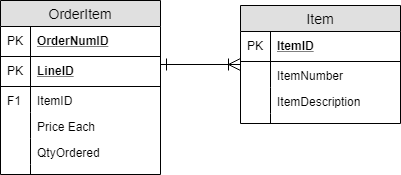 OrderItem
PK OrderNumID
PK LineID
F1 ItemID
Price Each
QtyOrdered
Item
PK ItemID
ItemNumber
ItemDescription